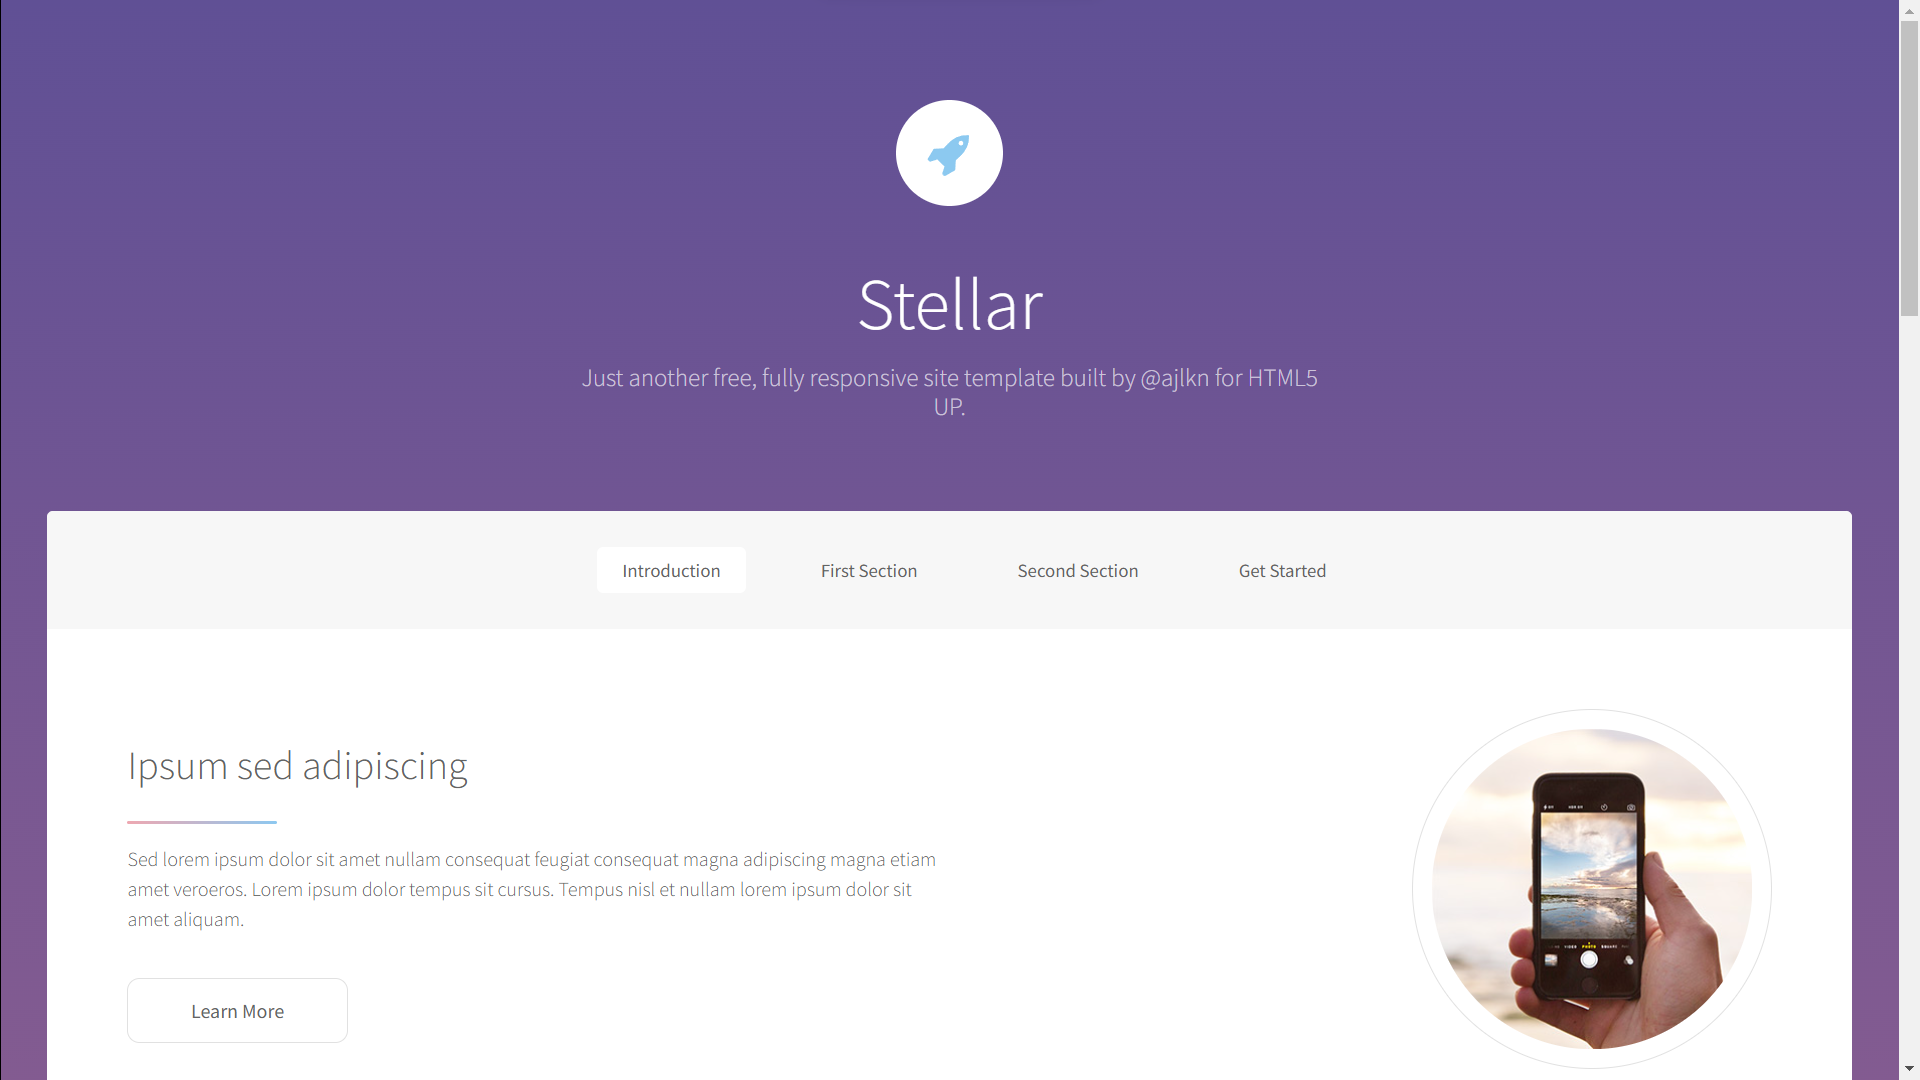 Stellar
Just another free, fully responsive site template built by @ajlkn for HTML5
UP.
Introduction
First Section
Second Section
Get Started
Ipsum sed adipiscing
Sed lorem ipsum dolor sit amet nullam consequat feugiat consequat magna adipiscing magna etiam
amet veroeros. Lorem ipsum dolor tempus sit cursus. Tempus nisl et nullam lorem ipsum dolor sit
amet aliquam.
Learn More
VIDEO PHOTO SQUARE